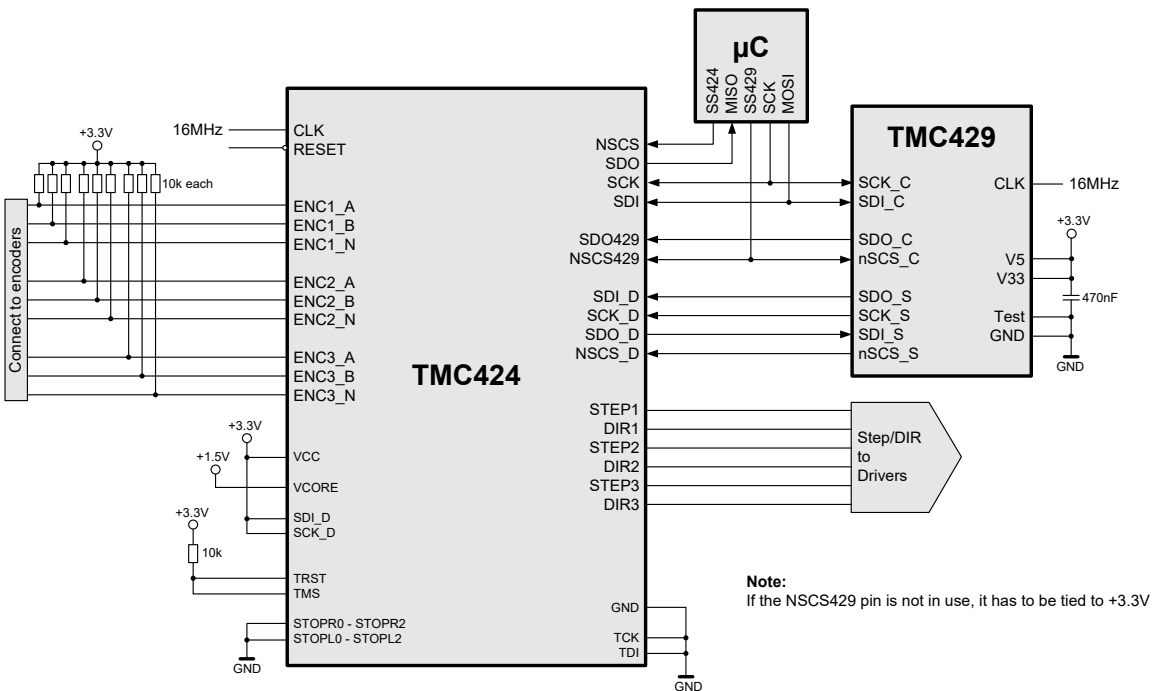 µC
SS424
MISO
SS429
SCK
MOSI
TMC424
16MHz
CLK
RESET
+3.3V
10k each
Connect to encoders
ENC1_A
ENC1_B
ENC1_N
ENC2_A
ENC2_B
ENC2_N
ENC3_A
ENC3_B
ENC3_N
+3.3V
VCC
+1.5V
VCORE
SDI_D
SCK_D
+3.3V
10k
TRST
TMS
STOPR0 - STOPR2
STOPL0 - STOPL2
GND
NSCS
SDO
SCK
SDI
SDO429
NSCS429
SDI_D
SCK_D
SDO_D
NSCS_D
STEP1
DIR1
STEP2
DIR2
STEP3
DIR3
GND
TCK
TDI
GND
TMC429
SCK_C
SDI_C
SDO_C
nSCS_C
SDO_S
SCK_S
SDI_S
nSCS_S
CLK
16MHz
+3.3V
V5
V33
470nF
Test
GND
GND
Step/DIR
to
Drivers
Note:
If the NSCS429 pin is not in use, it has to be tied to +3.3V